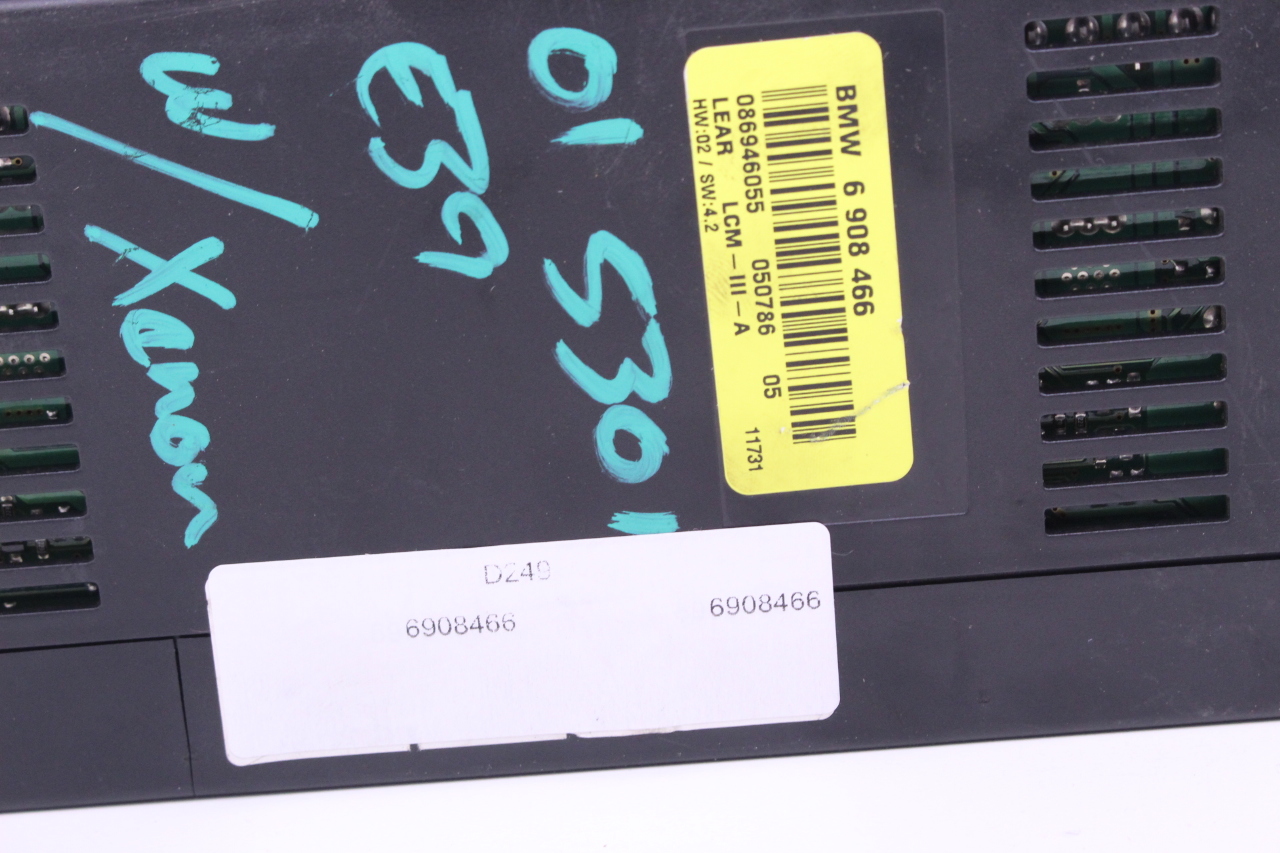 01 530i
E39
W/
Xenon
BMW 6 908 466
086946055 050786 05 11731
LEAR LCM-III-A
HW:02 / SW:4.2
D249
6908466 6908466